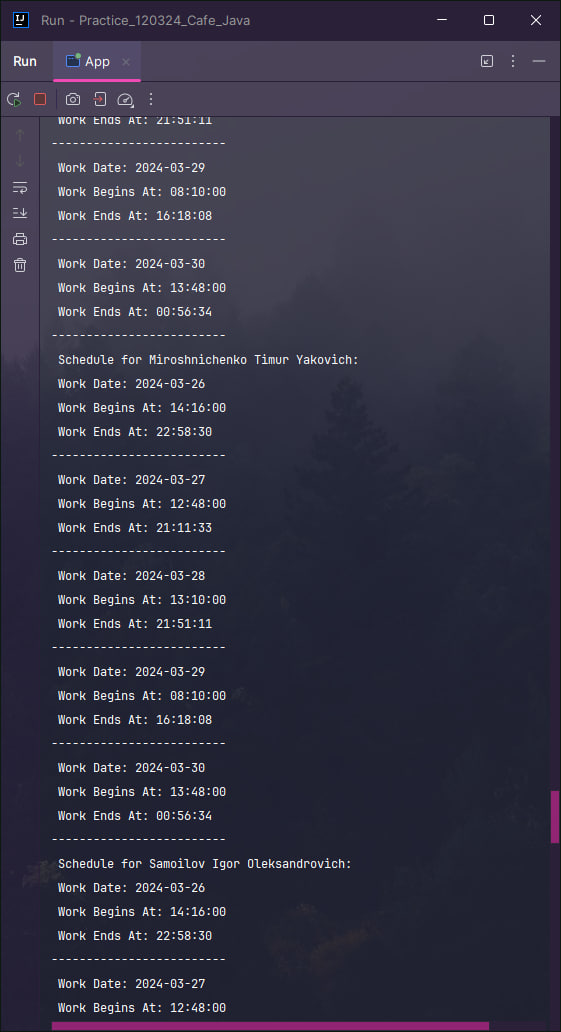 Run - Practice_120324_Cafe_Java
Run
App
Work Ends At: 21:51:11
-------------------------
Work Date: 2024-03-29
Work Begins At: 08:10:00
Work Ends At: 16:18:08
-------------------------
Work Date: 2024-03-30
Work Begins At: 13:48:00
Work Ends At: 00:56:34
-------------------------
Schedule for Miroshnichenko Timur Yakovich:
Work Date: 2024-03-26
Work Begins At: 14:16:00
Work Ends At: 22:58:30
-------------------------
Work Date: 2024-03-27
Work Begins At: 12:48:00
Work Ends At: 21:11:33
-------------------------
Work Date: 2024-03-28
Work Begins At: 13:10:00
Work Ends At: 21:51:11
-------------------------
Work Date: 2024-03-29
Work Begins At: 08:10:00
Work Ends At: 16:18:08
-------------------------
Work Date: 2024-03-30
Work Begins At: 13:48:00
Work Ends At: 00:56:34
-------------------------
Schedule for Samoilov Igor Oleksandrovich:
Work Date: 2024-03-26
Work Begins At: 14:16:00
Work Ends At: 22:58:30
-------------------------
Work Date: 2024-03-27
Work Begins At: 12:48:00